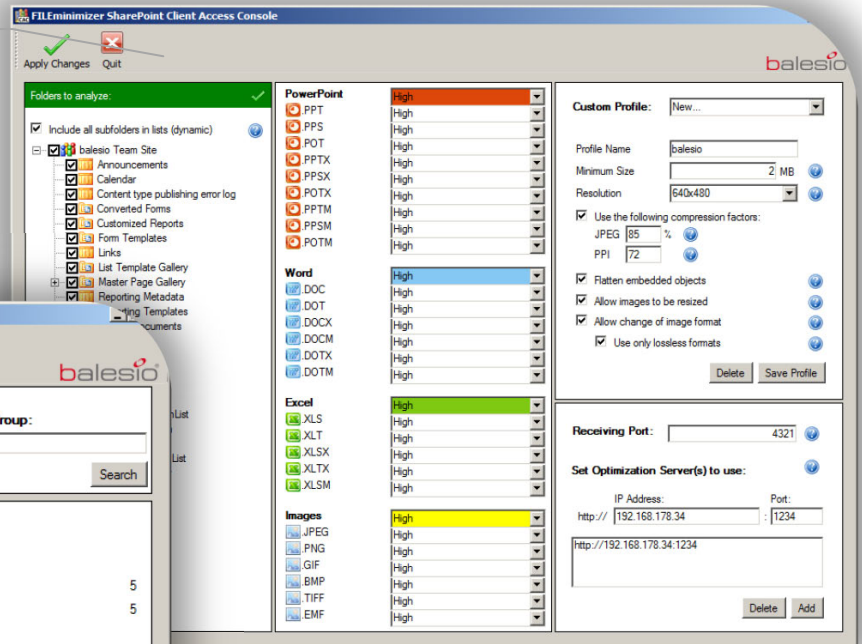 FILEminimizer SharePoint Client Access Console
Apply Changes Quit
balesio
Folders to analyze:
Include all subfolders in lists (dynamic)
balesio Team Site
Announcements
Calendar
Content type publishing error log
Converted Forms
Customized Reports
Form Templates
Links
List Template Gallery
Master Page Gallery
Reporting Metadata
PowerPoint High
.PPT High
.PPS High
.POT High
.PPTX High
.PPSX High
.POTX High
.PPTM High
.PPSM High
.POTM High
Word High
.DOC High
.DOT High
.DOCX High
.DOCM High
.DOTX High
.DOTM High
Excel High
.XLS High
.XLT High
.XLSX High
.XLTX High
.XLSM High
Images High
.JPEG High
.PNG High
.GIF High
.BMP High
.TIFF High
.EMF High
Custom Profile: New...
Profile Name balesio
Minimum Size 2 MB
Resolution 640x480
Use the following compression factors:
JPEG 85 %
PPI 72
Flatten embedded objects
Allow images to be resized
Allow change of image format
Use only lossless formats
Delete Save Profile
Receiving Port: 4321
Set Optimization Server(s) to use:
IP Address: Port:
http:// 192.168.178.34 : 1234
http://192.168.178.34:1234
Delete Add
balesio
roup:
Search
5
5
Templates
List
List